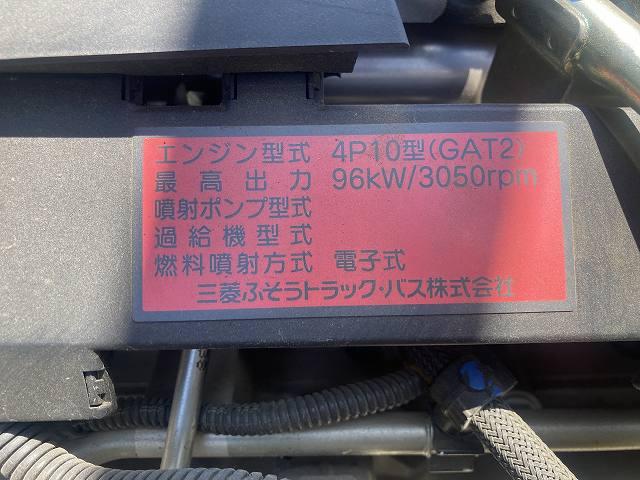 エンジン型式 4P10型(GAT2)
最高出力 96kW/3050rpm
噴射ポンプ型式
過給機型式
燃料噴射方式 電子式
三菱ふそうトラック・バス株式会社